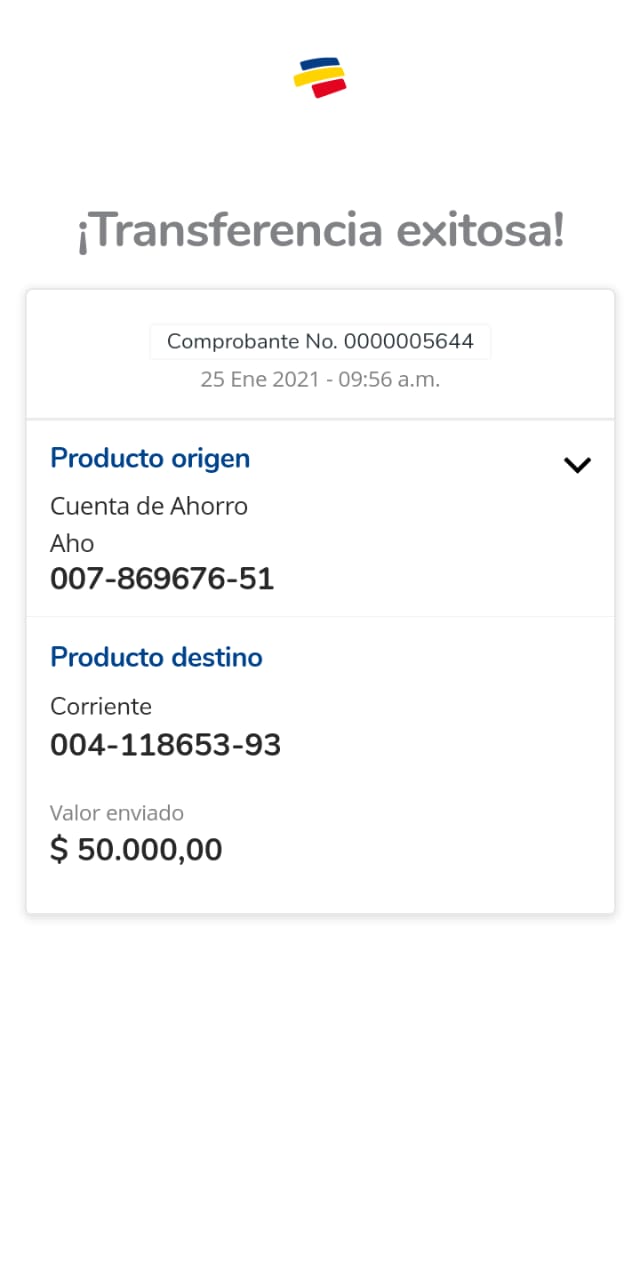 ¡Transferencia exitosa!
Comprobante No. 0000005644
25 Ene 2021 - 09:56 a.m.
Producto origen
Cuenta de Ahorro
Aho
007-869676-51
Producto destino
Corriente
004-118653-93
Valor enviado
$ 50.000,00